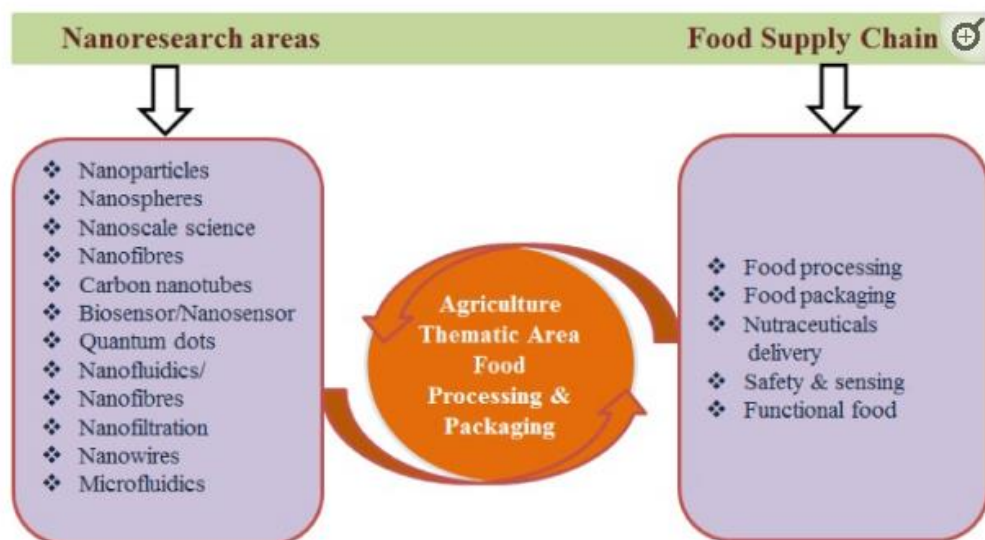 Nanoresearch areas
Food Supply Chain
❖ Nanoparticles
❖ Nanospheres
❖ Nanoscale science
❖ Nanofibres
❖ Carbon nanotubes
❖ Biosensor/Nanosensor
❖ Quantum dots
❖ Nanofluidics/
❖ Nanofibres
❖ Nanofiltration
❖ Nanowires
❖ Microfluidics
Agriculture
Thematic Area
Food
Processing &
Packaging
❖ Food processing
❖ Food packaging
❖ Nutraceuticals
delivery
❖ Safety & sensing
❖ Functional food